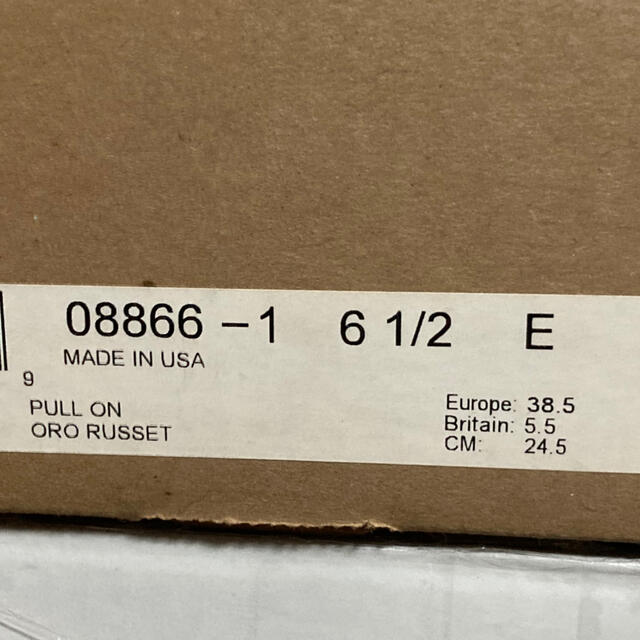 08866 –1 6 1/2 E
MADE IN USA
9
PULL ON
ORO RUSSET
Europe: 38.5
Britain: 5.5
CM: 24.5